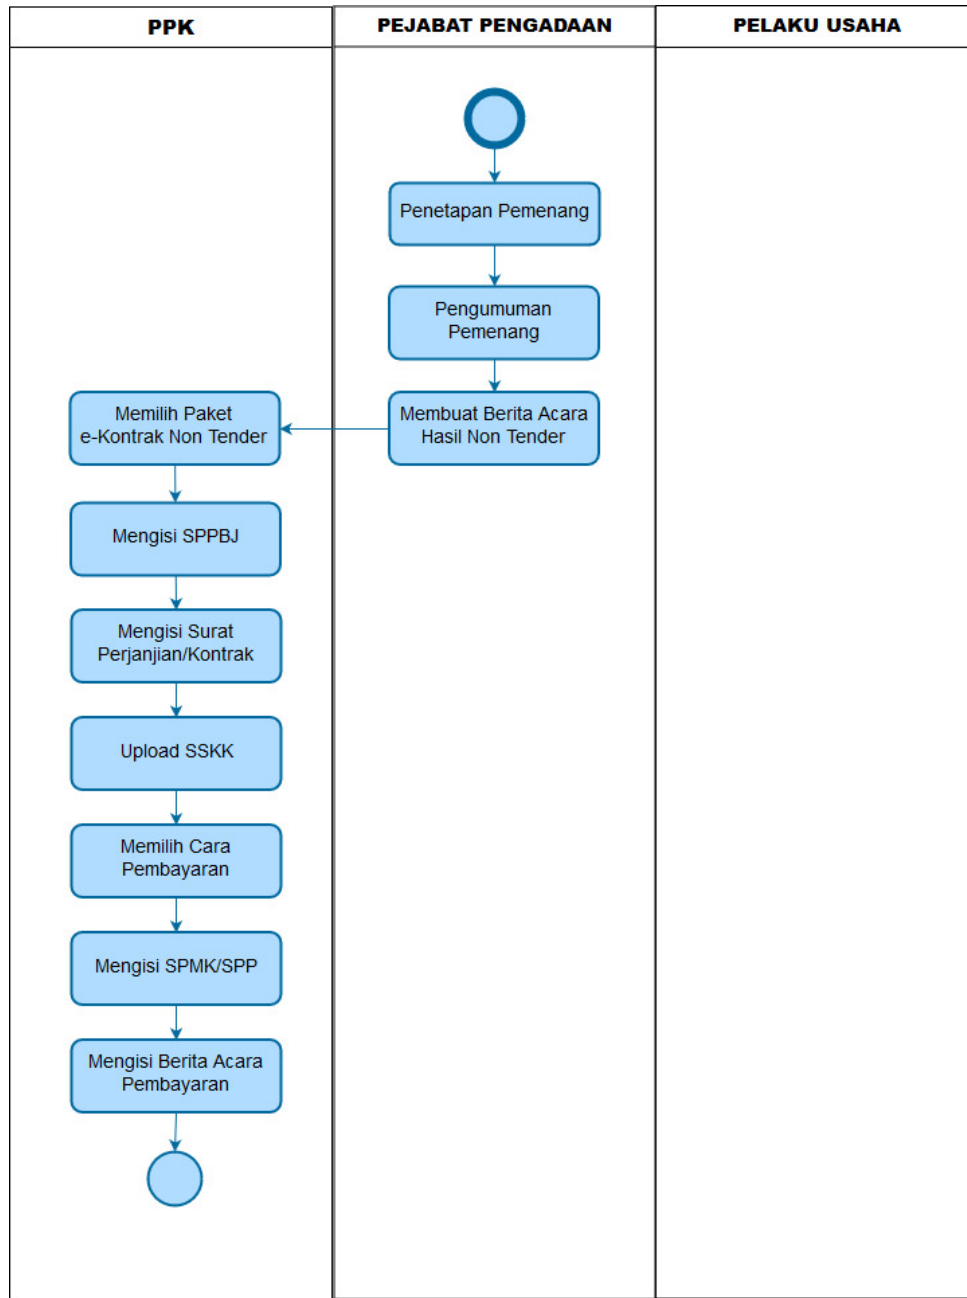 PPK
PEJABAT PENGADAAN
PELAKU USAHA
Penetapan Pemenang
Pengumuman
Pemenang
Membuat Berita Acara
Hasil Non Tender
Memilih Paket
e-Kontrak Non Tender
Mengisi SPPBJ
Mengisi Surat
Perjanjian/Kontrak
Upload SSKK
Memilih Cara
Pembayaran
Mengisi SPMK/SPP
Mengisi Berita Acara
Pembayaran